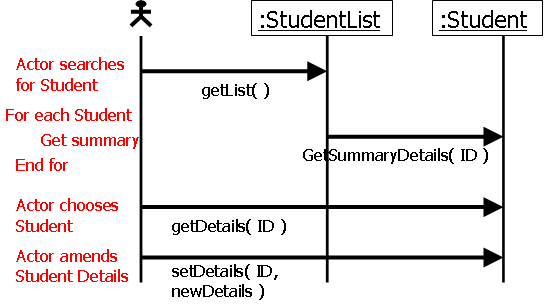 :StudentList
:Student
Actor searches
for Student
getList( )
For each Student
Get summary
GetSummaryDetails( ID )
End for
Actor chooses
Student
getDetails( ID )
Actor amends
Student Details
setDetails( ID,
newDetails )